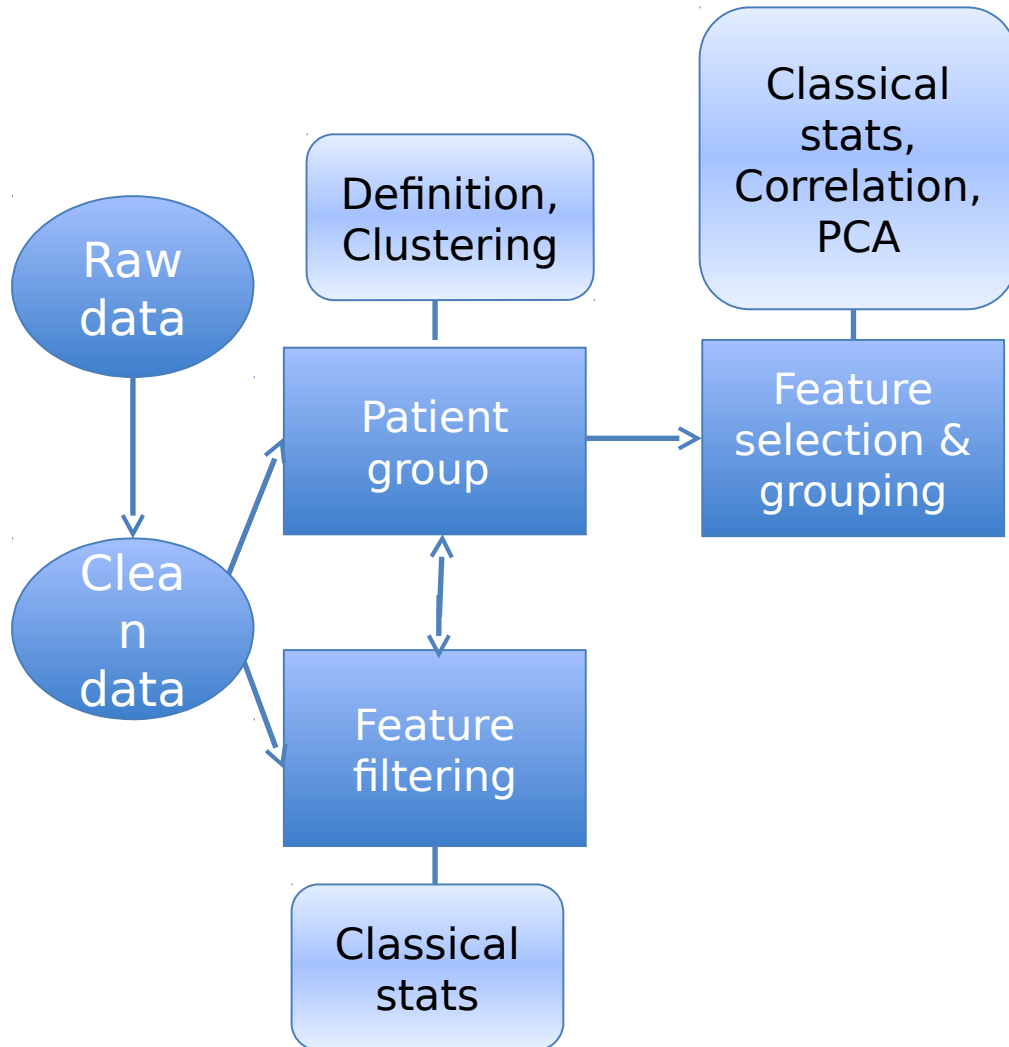 Raw
data
Clea
n
data
Definition,
Clustering
Patient
group
Feature
filtering
Classical
stats
Classical
stats,
Correlation,
PCA
Feature
selection &
grouping